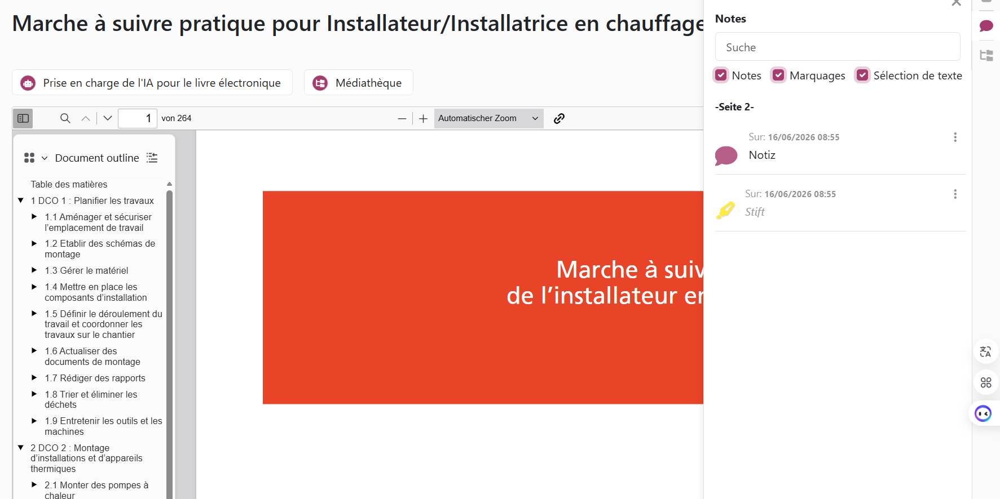 Marche à suivre pratique pour Installateur/Installatrice en chauffage
Prise en charge de l'IA pour le livre électronique
Médiathèque
1 von 264
Automatischer Zoom
Document outline
Table des matières
1 DCO 1 : Planifier les travaux
1.1 Aménager et sécuriser
l’emplacement de travail
1.2 Etablir des schémas de
montage
1.3 Gérer le matériel
1.4 Mettre en place les
composants d’installation
1.5 Définir le déroulement du
travail et coordonner les
travaux sur le chantier
1.6 Actualiser des
documents de montage
1.7 Rédiger des rapports
1.8 Trier et éliminer les
déchets
1.9 Entretenir les outils et les
machines
2 DCO 2 : Montage
d’installations et d’appareils
thermiques
2.1 Monter des pompes à
chaleur
Marche à suiv
de l’installateur en
Notes
Suche
Notes
Marquages
Sélection de texte
-Seite 2-
Sur: 16/06/2026 08:55
Notiz
Sur: 16/06/2026 08:55
Stift